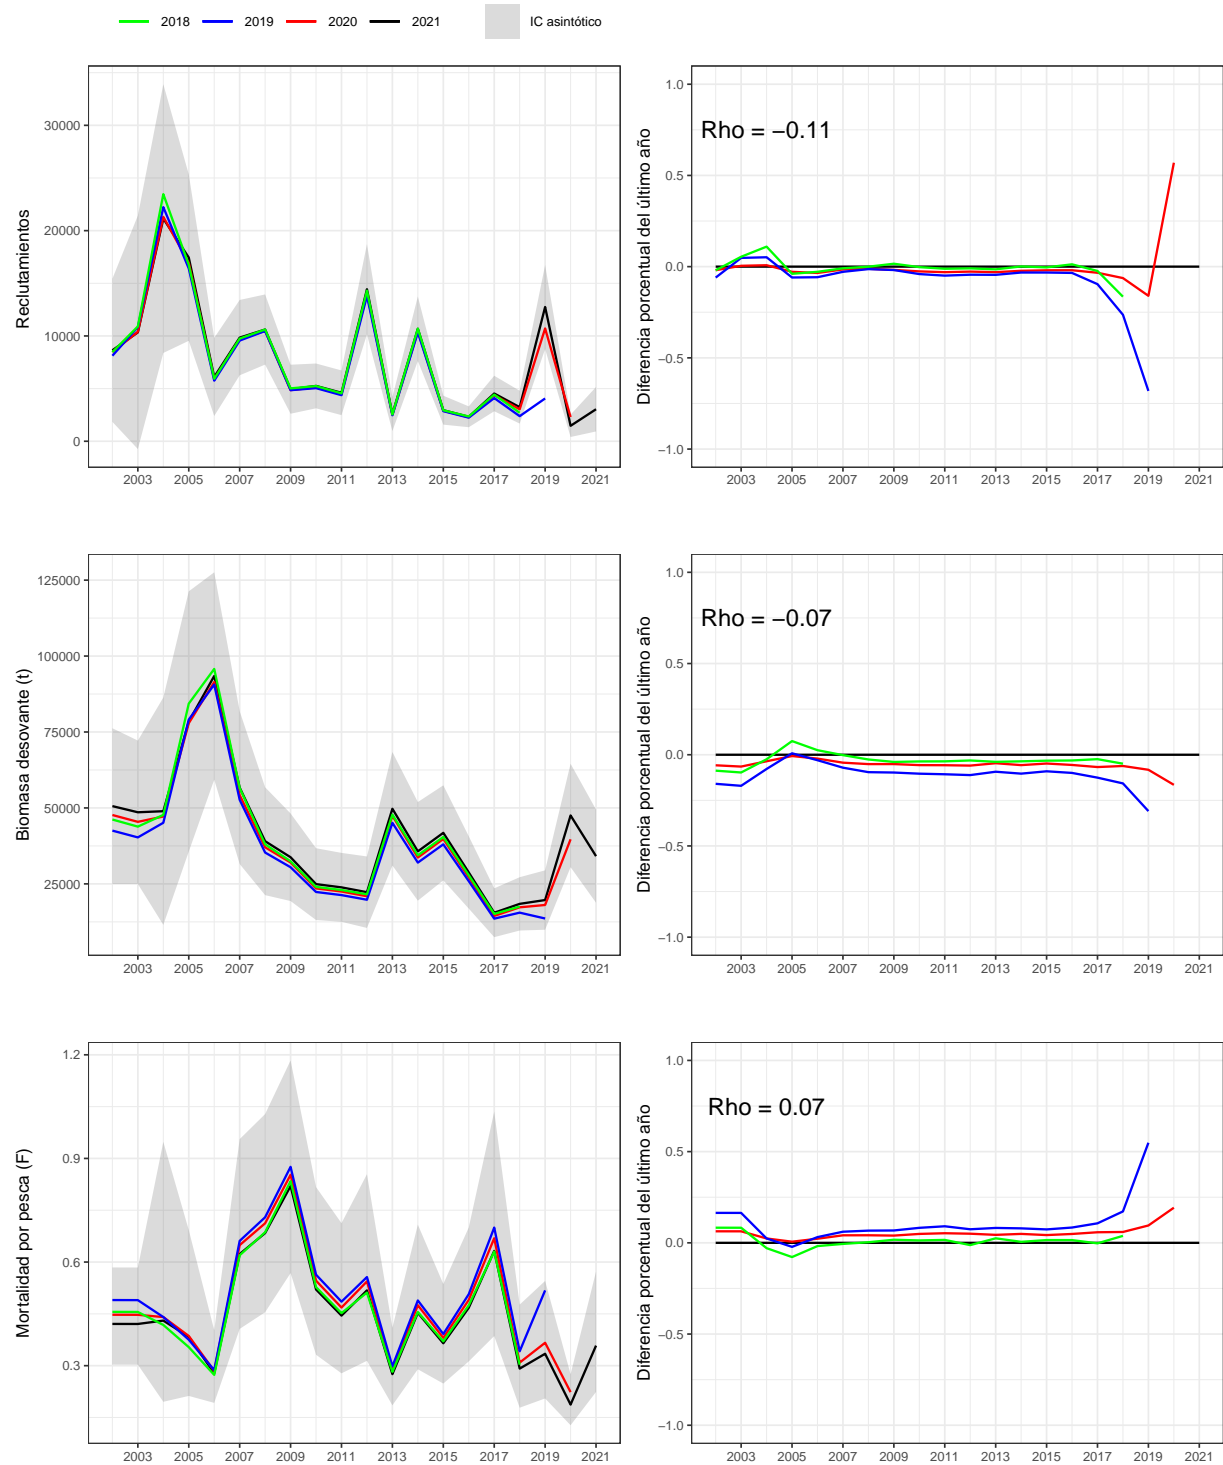 2018 2019 2020 2021 IC asintótico
Reclutamientos
30000
20000
10000
0
2003 2005 2007 2009 2011 2013 2015 2017 2019 2021
Diferencia porcentual del último año
Rho = −0.11
1.0
0.5
0.0
−0.5
−1.0
2003 2005 2007 2009 2011 2013 2015 2017 2019 2021
Biomasa desovante (t)
125000
100000
75000
50000
25000
2003 2005 2007 2009 2011 2013 2015 2017 2019 2021
Diferencia porcentual del último año
Rho = −0.07
1.0
0.5
0.0
−0.5
−1.0
2003 2005 2007 2009 2011 2013 2015 2017 2019 2021
Mortalidad por pesca (F)
1.2
0.9
0.6
0.3
2003 2005 2007 2009 2011 2013 2015 2017 2019 2021
Diferencia porcentual del último año
Rho = 0.07
1.0
0.5
0.0
−0.5
−1.0
2003 2005 2007 2009 2011 2013 2015 2017 2019 2021